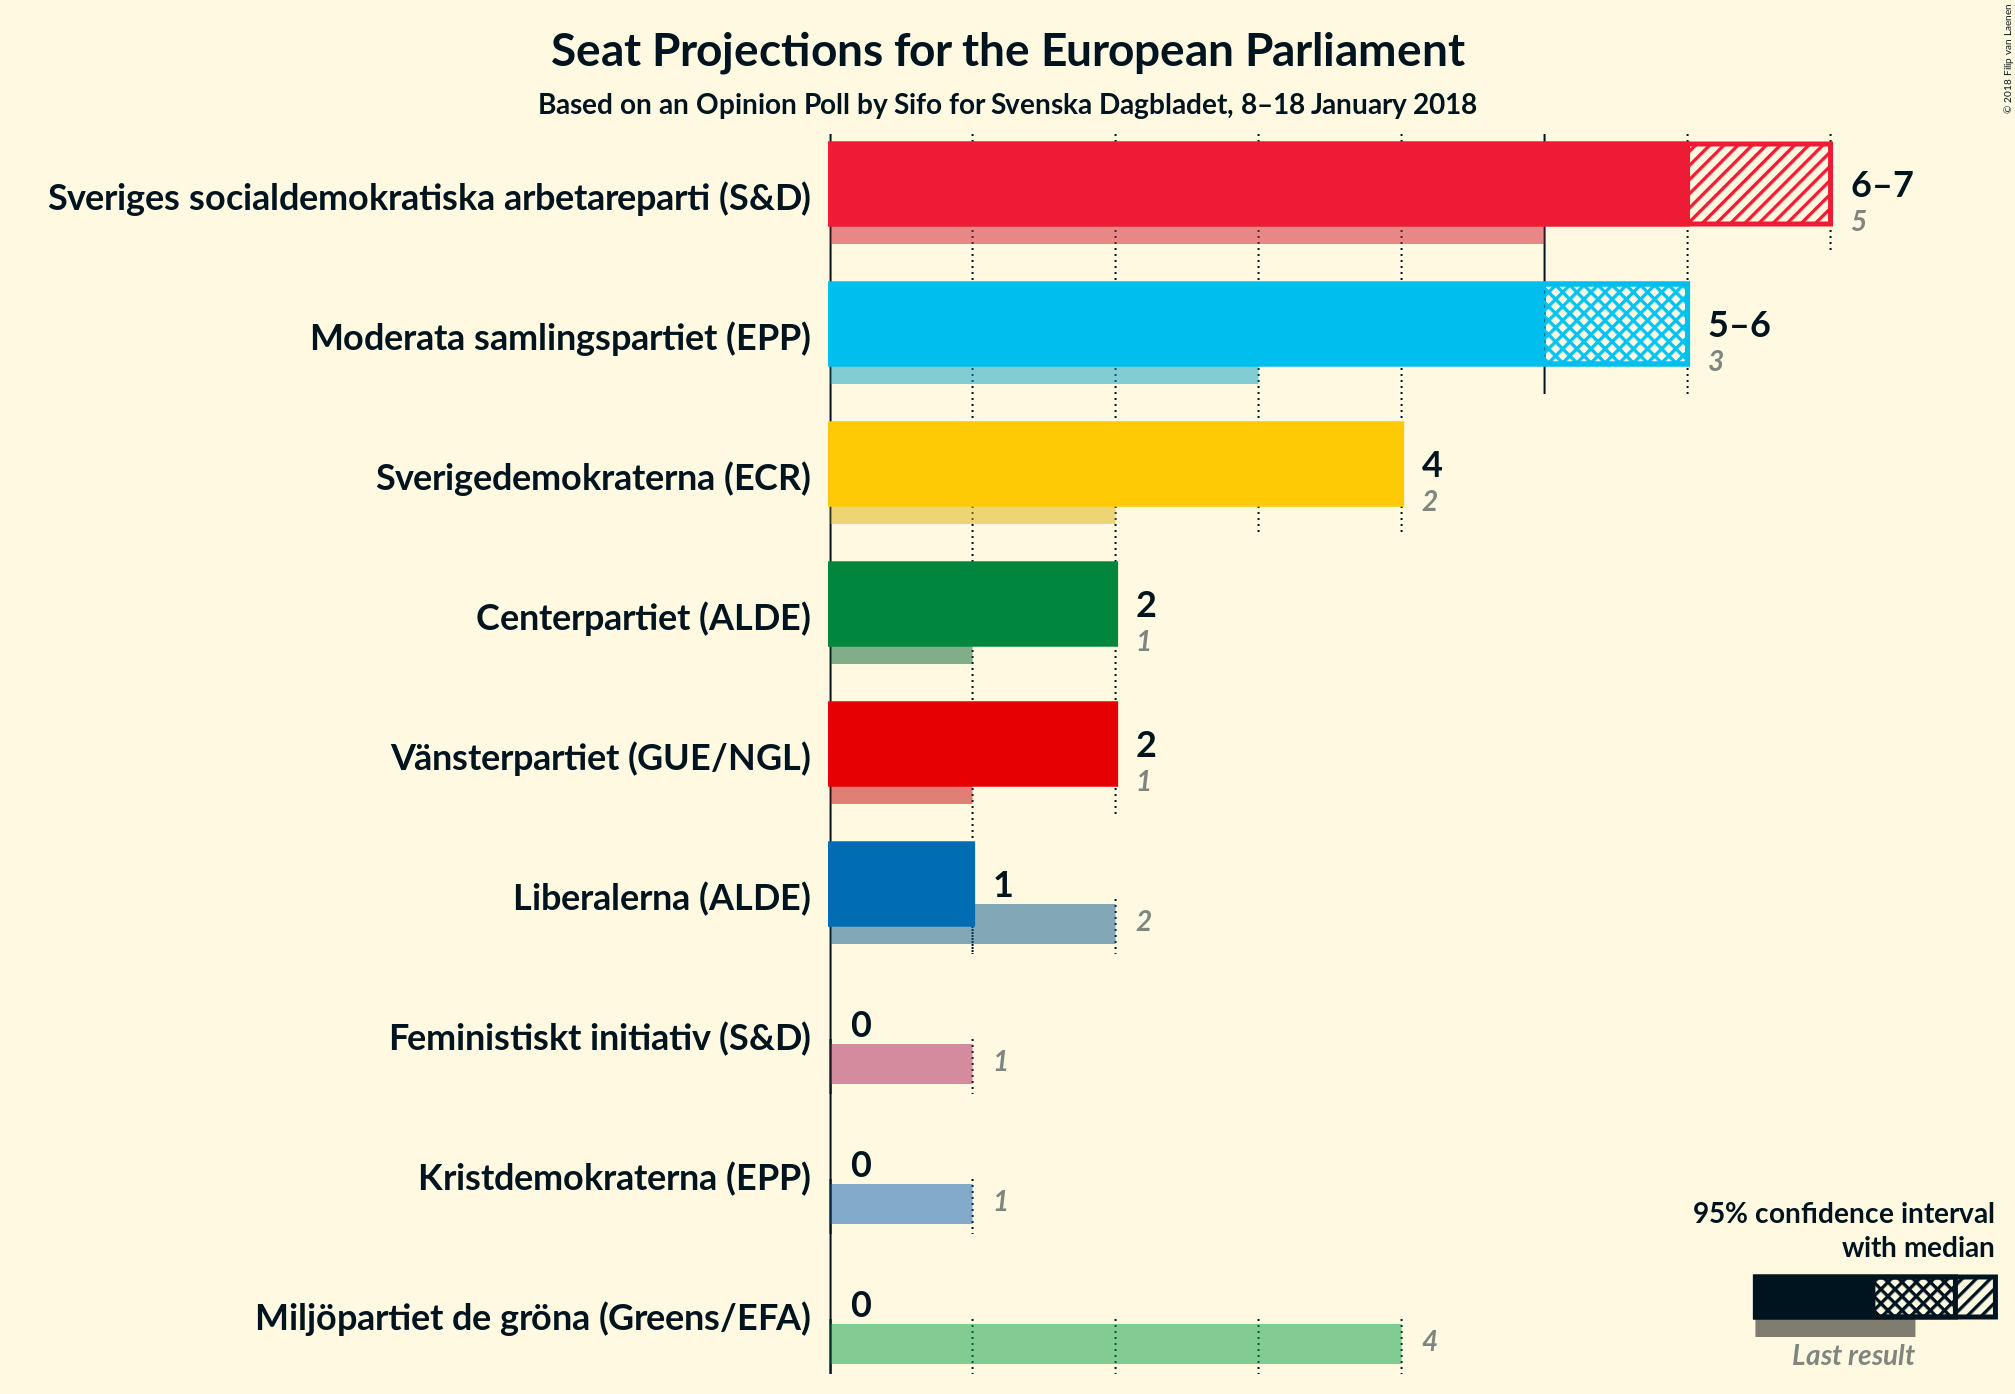 Seat Projections for the European Parliament
Based on an Opinion Poll by Sifo for Svenska Dagbladet, 8–18 January 2018
© 2018 Filip van Laenen
Sveriges socialdemokratiska arbetareparti (S&D)
6–7
5
Moderata samlingspartiet (EPP)
5–6
3
Sverigedemokraterna (ECR)
4
2
Centerpartiet (ALDE)
2
1
Vänsterpartiet (GUE/NGL)
2
1
Liberalerna (ALDE)
1
2
Feministiskt initiativ (S&D)
0
1
Kristdemokraterna (EPP)
0
1
Miljöpartiet de gröna (Greens/EFA)
0
4
95% confidence interval
with median
Last result